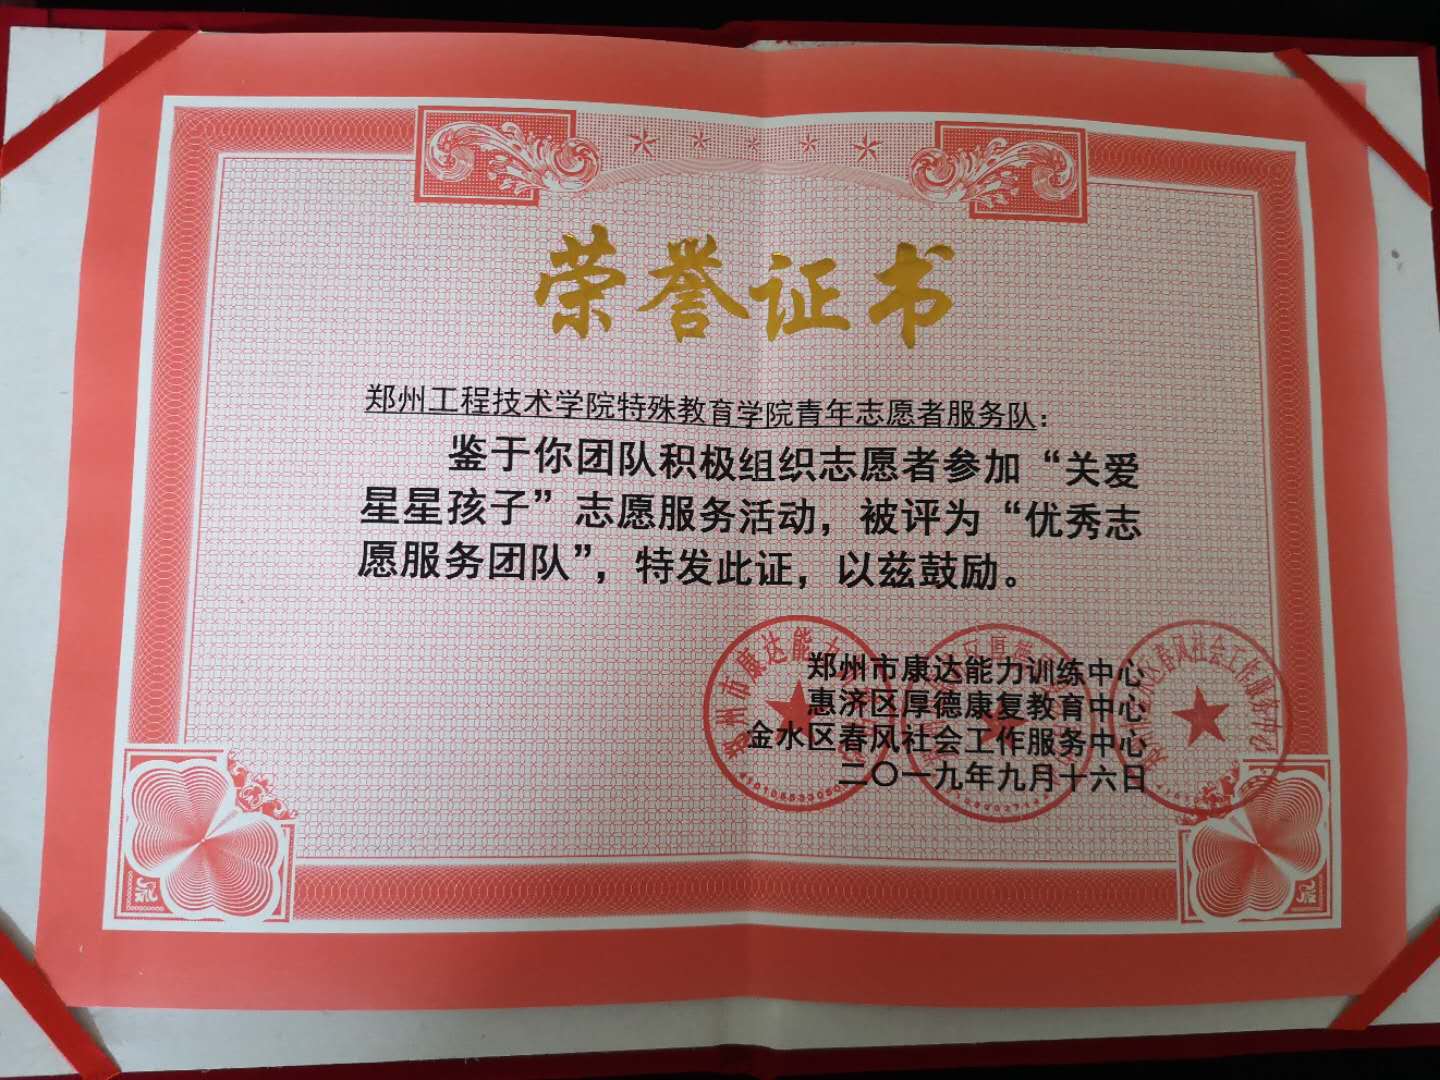 荣誉证书
郑州工程技术学院特殊教育学院青年志愿者服务队：
鉴于你团队积极组织志愿者参加“关爱
星星孩子”志愿服务活动，被评为“优秀志
愿服务团队”，特发此证，以兹鼓励。
郑州市康达能力训练中心
惠济区厚德康复教育中心
金水区春风社会工作服务中心
二〇一九年九月十六日